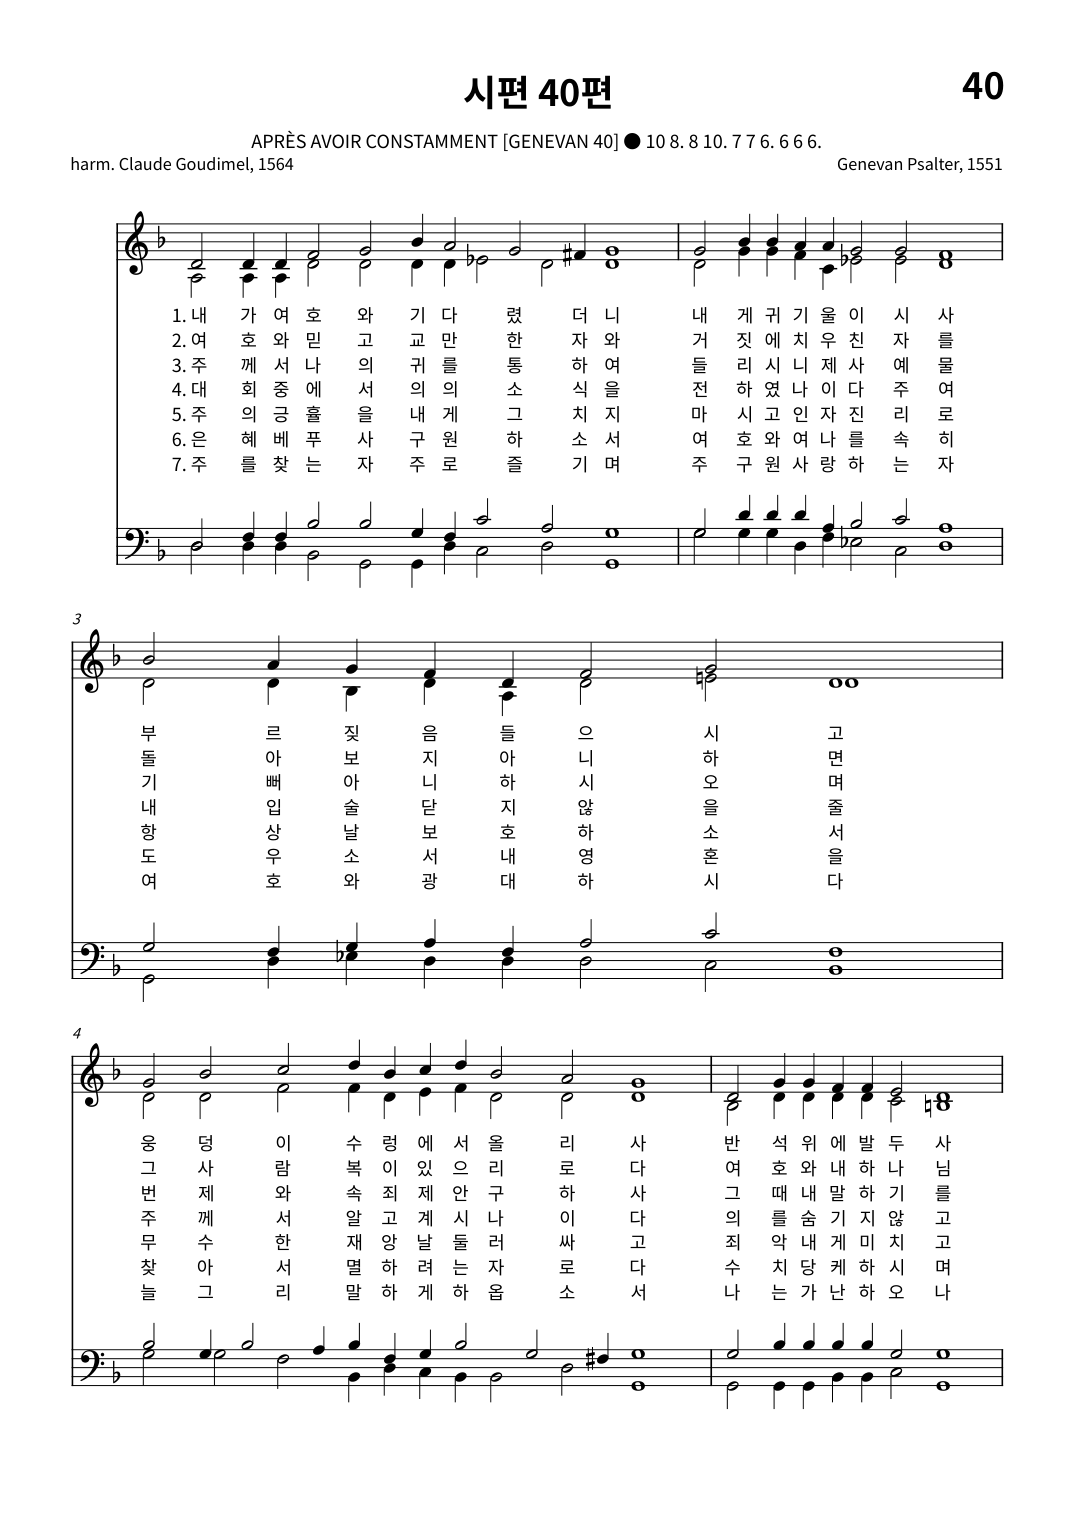 시편 40편
40
APRÈS AVOIR CONSTAMMENT [GENEVAN 40] ● 10 8. 8 10. 7 7 6. 6 6 6.
harm. Claude Goudimel, 1564
Genevan Psalter, 1551
1. 내 가 여 호 와 기 다 렸 더 니 내 게 귀 기 울 이 시 사
2. 여 호 와 믿 고 교 만 한 자 와 거 짓 에 치 우 친 자 를
3. 주 께 서 나 의 귀 를 통 하 여 들 리 시 니 제 사 예 물
4. 대 회 중 에 서 의 의 소 식 을 전 하 였 나 이 다 주 여
5. 주 의 긍 휼 을 내 게 그 치 지 마 시 고 인 자 진 리 로
6. 은 혜 베 푸 사 구 원 하 소 서 여 호 와 여 나 를 속 히
7. 주 를 찾 는 자 주 로 즐 기 며 주 구 원 사 랑 하 는 자
3
부 르 짖 음 들 으 시 고
돌 아 보 지 아 니 하 면
기 뻐 아 니 하 시 오 며
내 입 술 닫 지 않 을 줄
항 상 날 보 호 하 소 서
도 우 소 서 내 영 혼 을
여 호 와 광 대 하 시 다
4
웅 덩 이 수 렁 에 서 올 리 사 반 석 위 에 발 두 사
그 사 람 복 이 있 으 리 로 다 여 호 와 내 하 나 님
번 제 와 속 죄 제 안 구 하 사 그 때 내 말 하 기 를
주 께 서 알 고 계 시 나 이 다 의 를 숨 기 지 않 고
무 수 한 재 앙 날 둘 러 싸 고 죄 악 내 게 미 치 고
찾 아 서 멸 하 려 는 자 로 다 수 치 당 케 하 시 며
늘 그 리 말 하 게 하 옵 소 서 나 는 가 난 하 오 나